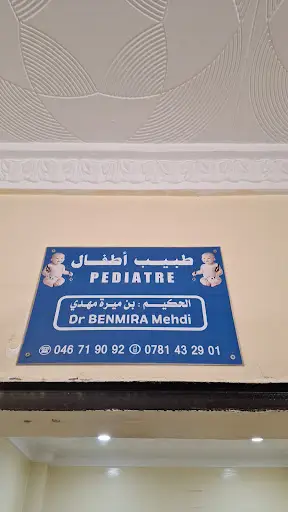 طبيب أطفال
PEDIATRE
الحكيم : بن ميرة مهدي
Dr BENMIRA Mehdi
046 71 90 92 0781 43 29 01